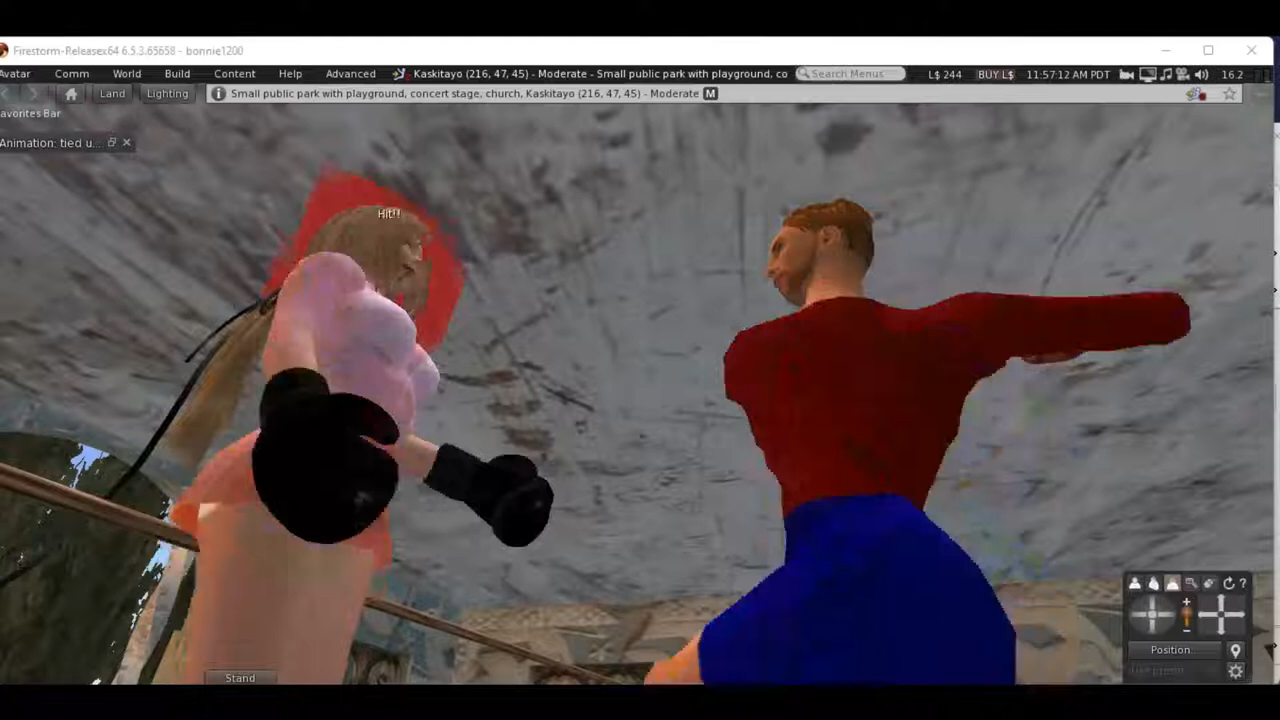 Firestorm-Releasex64 6.5.3.65658 - bonnie1200
Avatar Comm World Build Content Help Advanced Kaskitayo (216, 47, 45) - Moderate - Small public park with playground, co Search Menus L$ 244 BUY L$ 11:57:12 AM PDT 16.2
Land Lighting Small public park with playground, concert stage, church, Kaskitayo (216, 47, 45) - Moderate M
avorites Bar
Animation: tied u...
Hit!!
?
Position
Stand